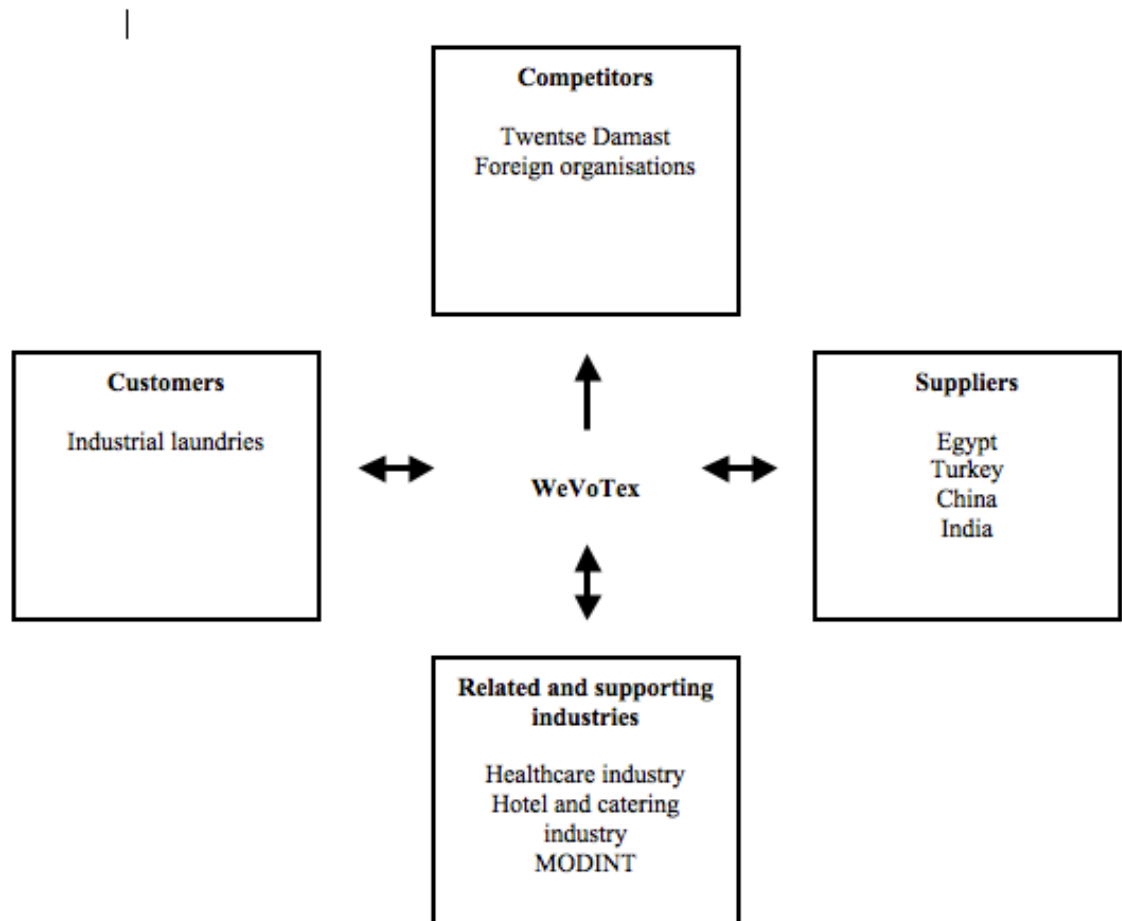 Competitors
Twentse Damast
Foreign organisations
Customers
Industrial laundries
WeVoTex
Suppliers
Egypt
Turkey
China
India
Related and supporting
industries
Healthcare industry
Hotel and catering
industry
MODINT